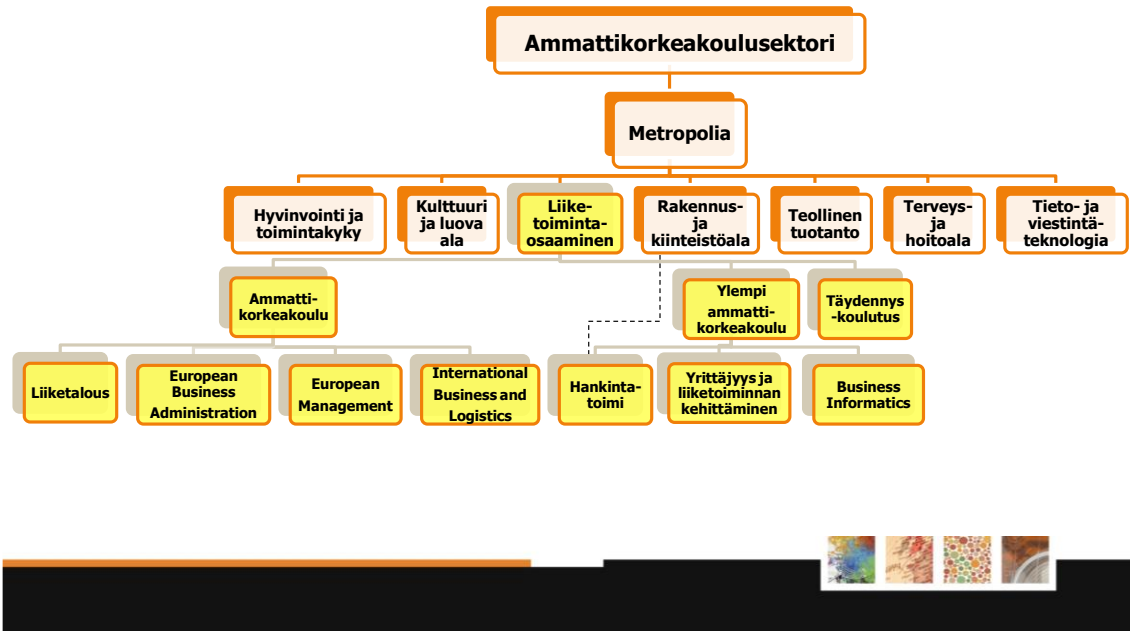 Ammattikorkeakoulusektori
Metropolia
Hyvinvointi ja
toimintakyky
Kulttuuri
ja luova
ala
Liike-
toiminta-
osaaminen
Rakennus-
ja
kiinteistöala
Teollinen
tuotanto
Terveys-
ja
hoitoala
Tieto- ja
viestintä-
teknologia
Ammatti-
korkeakoulu
Ylempi
ammatti-
korkeakoulu
Täydennys
-koulutus
Liiketalous
European
Business
Administration
European
Management
International
Business and
Logistics
Hankinta-
toimi
Yrittäjyys ja
liiketoiminnan
kehittäminen
Business
Informatics